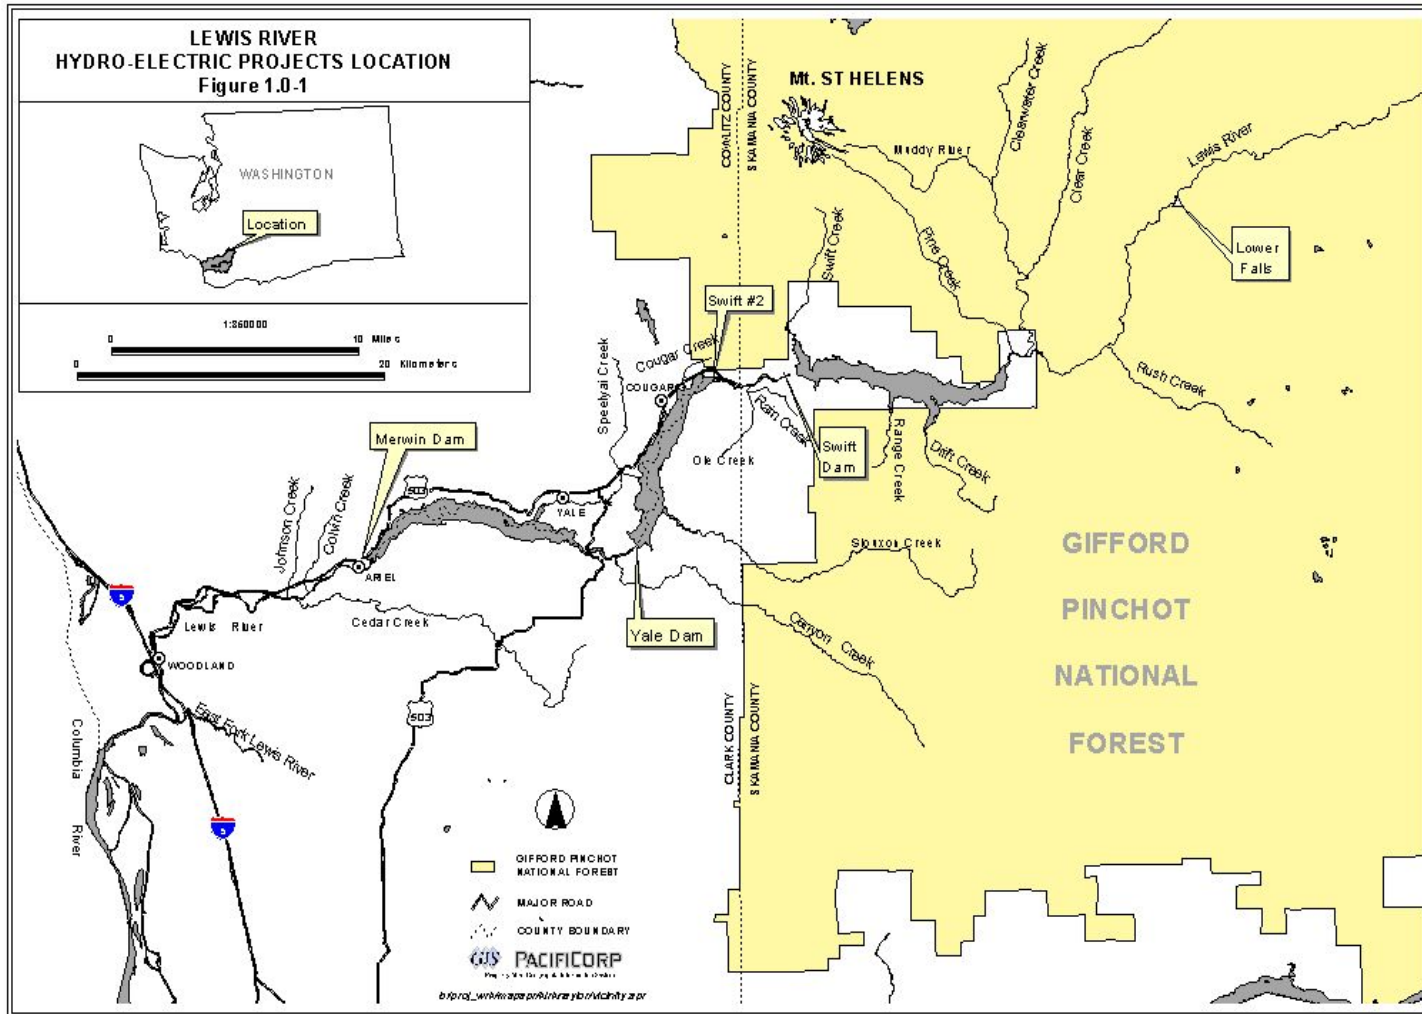 LEWIS RIVER
HYDRO-ELECTRIC PROJECTS LOCATION
Figure 1.0-1
WASHINGTON
Location
1:360000
0 10 Miles
0 20 Kilometers
Mt. ST HELENS
COWLITZ COUNTY
SKAMANIA COUNTY
Muddy River
Clearwater Creek
Clear Creek
Lewis River
Lower
Falls
Swift Creek
Pine Creek
Swift #2
Cougar Creek
Speelyai Creek
COUGAR
Rain Creek
Ole Creek
Swift
Dam
Range Creek
Drift Creek
Rush Creek
Merwin Dam
503
YALE
Johnson Creek
Colvin Creek
ARIEL
Siouxon Creek
GIFFORD
PINCHOT
NATIONAL
FOREST
5
Lewis River
Cedar Creek
Yale Dam
Canyon Creek
WOODLAND
East Fork Lewis River
503
Columbia
River
5
CLARK COUNTY
SKAMANIA COUNTY
GIFFORD PINCHOT
NATIONAL FOREST
MAJOR ROAD
COUNTY BOUNDARY
GIS PACIFICORP